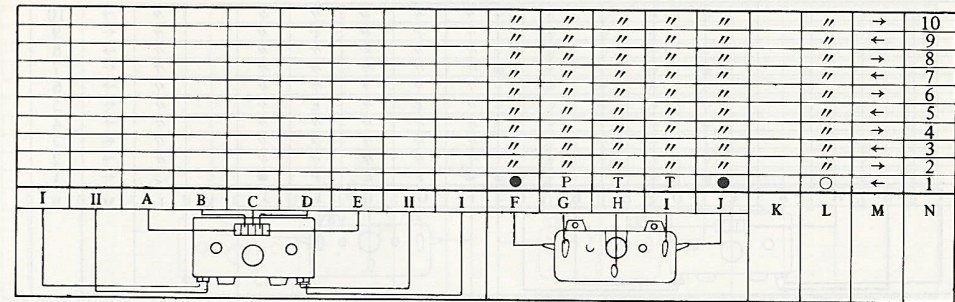 〃 〃 〃 〃 〃 〃 → 10
〃 〃 〃 〃 〃 〃 ← 9
〃 〃 〃 〃 〃 〃 → 8
〃 〃 〃 〃 〃 〃 ← 7
〃 〃 〃 〃 〃 〃 → 6
〃 〃 〃 〃 〃 〃 ← 5
〃 〃 〃 〃 〃 〃 → 4
〃 〃 〃 〃 〃 〃 ← 3
〃 〃 〃 〃 〃 〃 → 2
● P T T ● ○ ← 1
I II A B C D E II I F G H I J K L M N